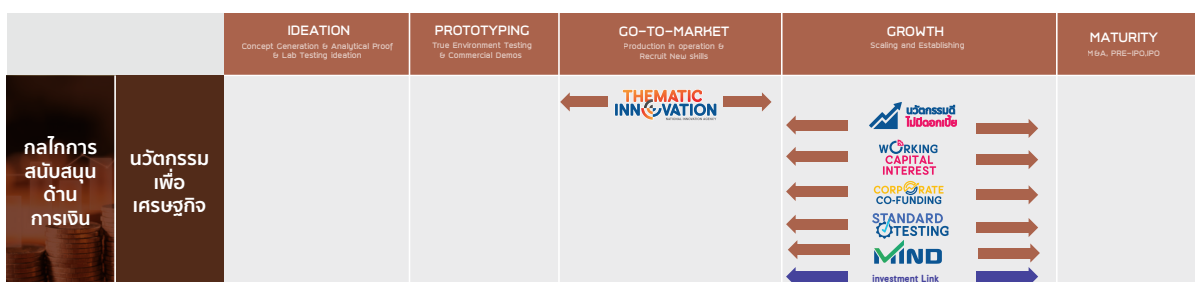 IDEATION
Concept Generation & Analytical Proof
& Lab Testing ideation
PROTOTYPING
True Environment Testing
& Commercial Demos
GO-TO-MARKET
Production in operation &
Recruit New skills
GROWTH
Scaling and Establishing
MATURITY
M&A, PRE-IPO,IPO
กลไกการ
สนับสนุน
ด้าน
การเงิน
นวัตกรรม
เพื่อ
เศรษฐกิจ
THEMATIC
INNOVATION
NATIONAL INNOVATION AGENCY
นวัตกรรมดี
ไม่มีดอกเบี้ย
WORKING
CAPITAL
INTEREST
CORPORATE
CO-FUNDING
STANDARD
TESTING
MIND
investment Link